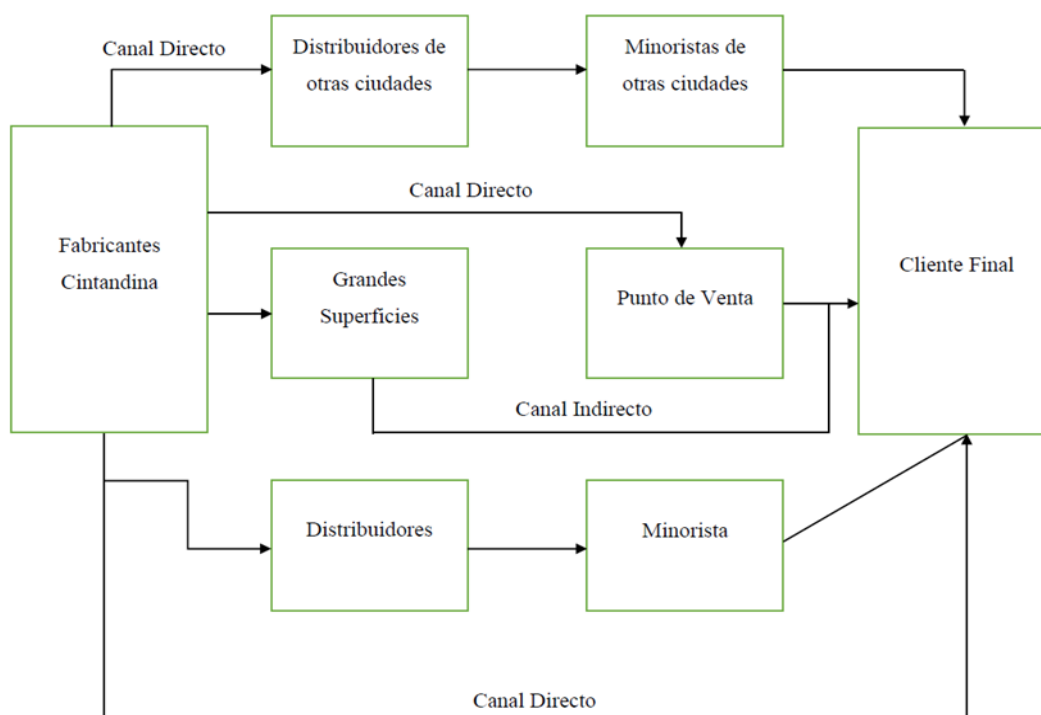 Canal Directo
Distribuidores de
otras ciudades
Minoristas de
otras ciudades
Canal Directo
Fabricantes
Cintandina
Grandes
Superficies
Punto de Venta
Cliente Final
Canal Indirecto
Distribuidores
Minorista
Canal Directo